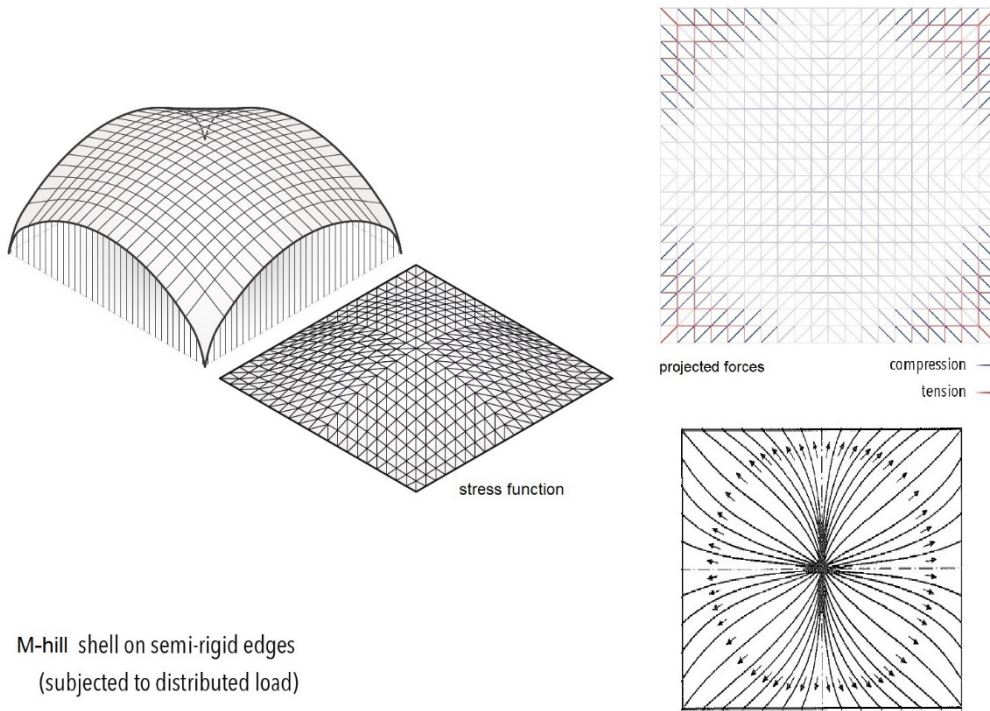 projected forces
compression
tension
stress function
M-hill shell on semi-rigid edges
(subjected to distributed load)